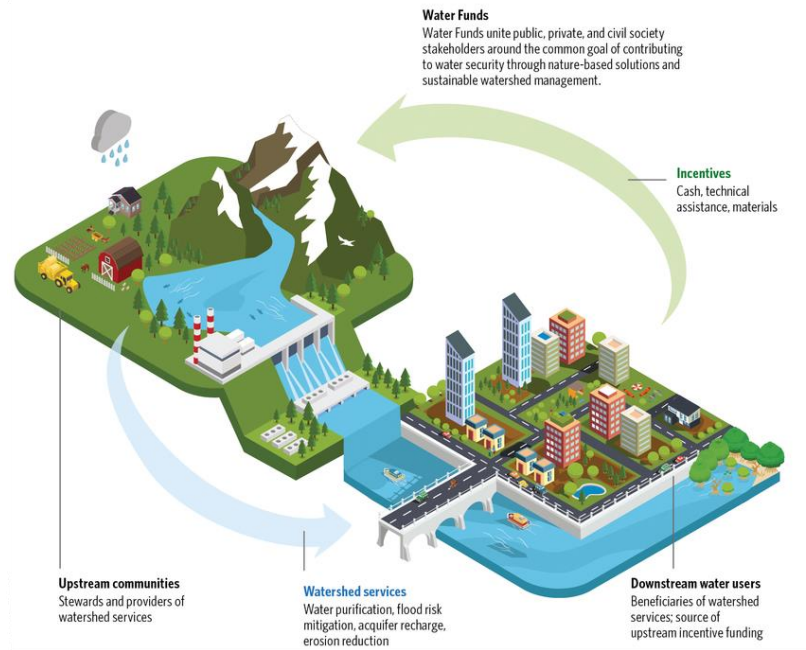 Water Funds
Water Funds unite public, private, and civil society
stakeholders around the common goal of contributing
to water security through nature-based solutions and
sustainable watershed management.
Incentives
Cash, technical
assistance, materials
Upstream communities
Stewards and providers of
watershed services
Watershed services
Water purification, flood risk
mitigation, acquifer recharge,
erosion reduction
Downstream water users
Beneficiaries of watershed
services; source of
upstream incentive funding